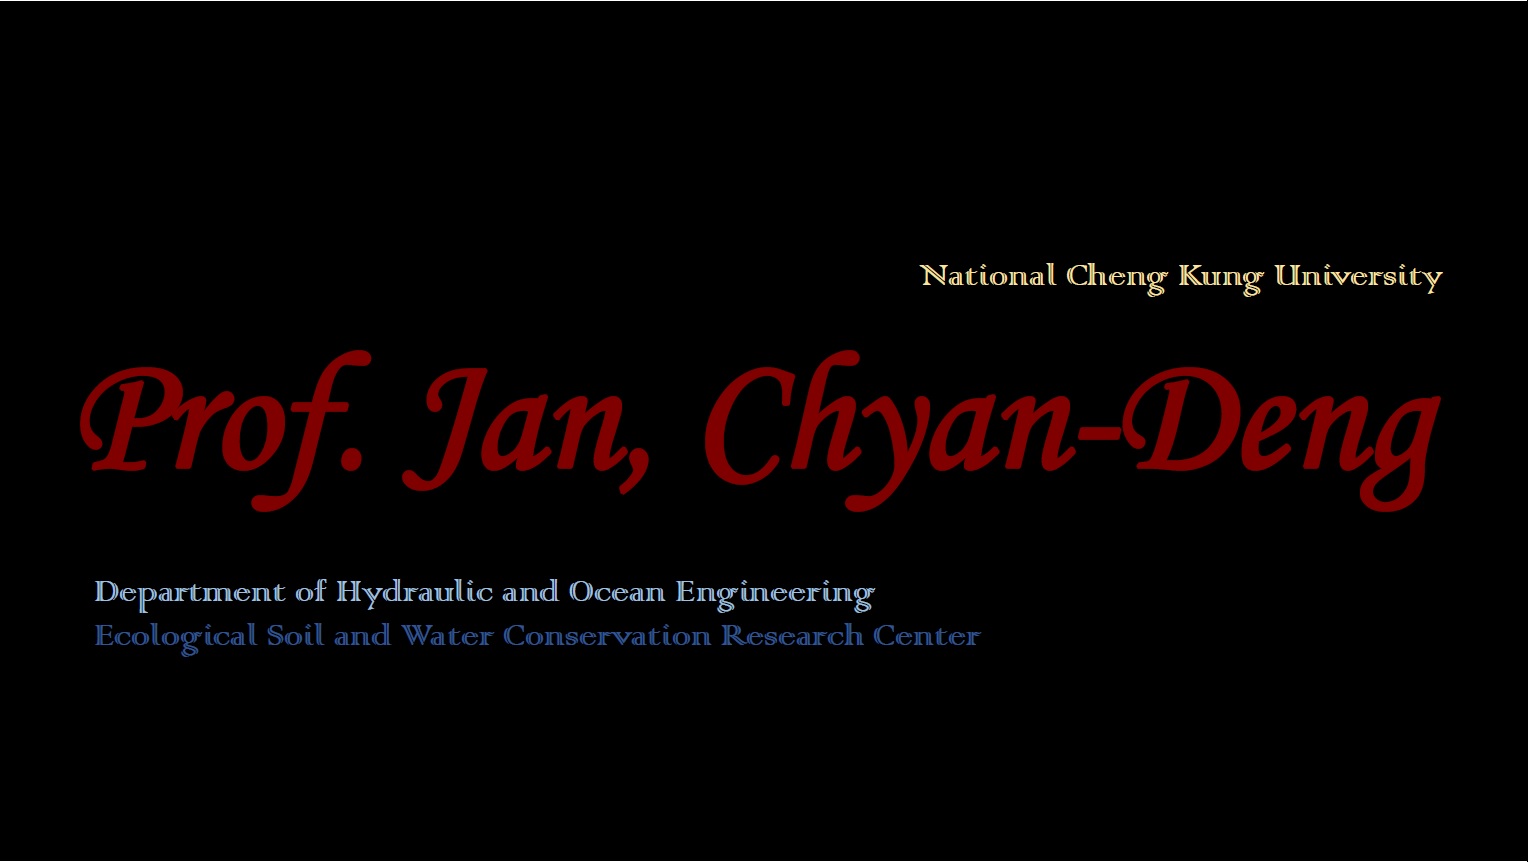 National Cheng Kung University
Prof. Jan, Chyan-Deng
Department of Hydraulic and Ocean Engineering
Ecological Soil and Water Conservation Research Center